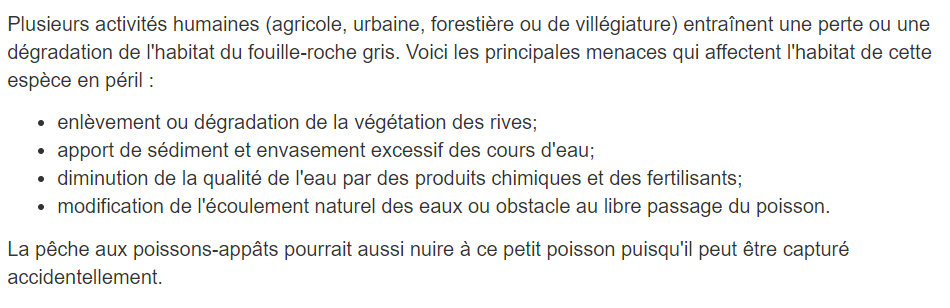 Plusieurs activités humaines (agricole, urbaine, forestière ou de villégiature) entraînent une perte ou une
dégradation de l'habitat du fouille-roche gris. Voici les principales menaces qui affectent l'habitat de cette
espèce en péril :
• enlèvement ou dégradation de la végétation des rives;
• apport de sédiment et envasement excessif des cours d'eau;
• diminution de la qualité de l'eau par des produits chimiques et des fertilisants;
• modification de l'écoulement naturel des eaux ou obstacle au libre passage du poisson.
La pêche aux poissons-appâts pourrait aussi nuire à ce petit poisson puisqu'il peut être capturé
accidentellement.